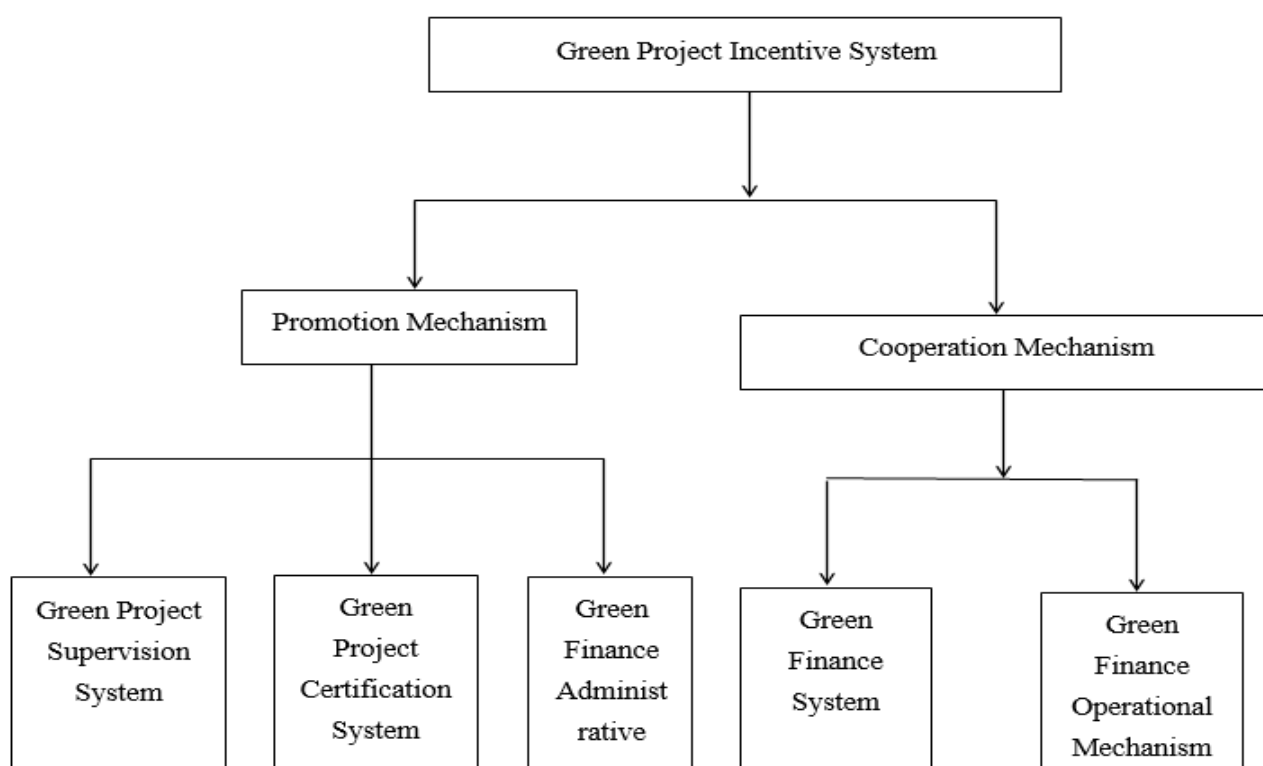 Green Project Incentive System
Promotion Mechanism
Cooperation Mechanism
Green Project
Supervision
System
Green
Project
Certification
System
Green
Finance
Administ
rative
Green
Finance
System
Green
Finance
Operational
Mechanism